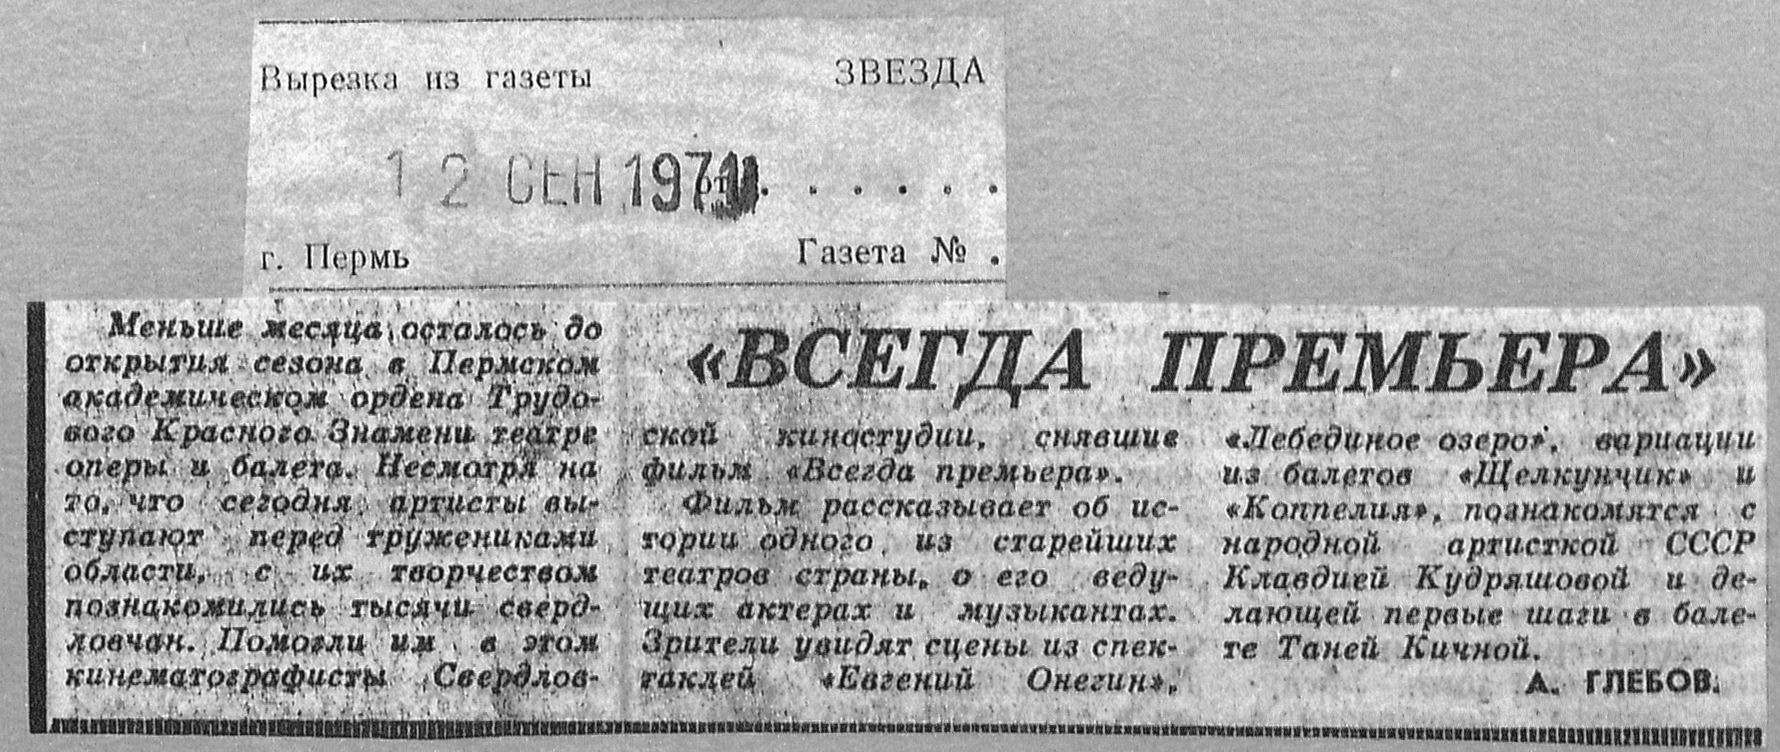 Вырезка из газеты ЗВЕЗДА
12 СЕН 197 от . . . . . .
г. Пермь Газета № .
«ВСЕГДА ПРЕМЬЕРА»
Меньше месяца осталось до
открытия сезона в Пермском
академическом ордена Трудо-
вого Красного Знамени театре
оперы и балета. Несмотря на
то, что сегодня артисты вы-
ступают перед тружениками
области, с их творчеством
познакомились тысячи сверд-
ловчан. Помогли им в этом
кинематографисты Свердлов-
ской киностудии, снявшие
фильм «Всегда премьера».
Фильм рассказывает об ис-
тории одного из старейших
театров страны, о его веду-
щих актерах и музыкантах.
Зрители увидят сцены из спек-
таклей «Евгений Онегин»,
«Лебединое озеро», вариации
из балетов «Щелкунчик» и
«Коппелия», познакомятся с
народной артисткой СССР
Клавдией Кудряшовой и де-
лающей первые шаги в бале-
те Таней Кичной.
А. ГЛЕБОВ.